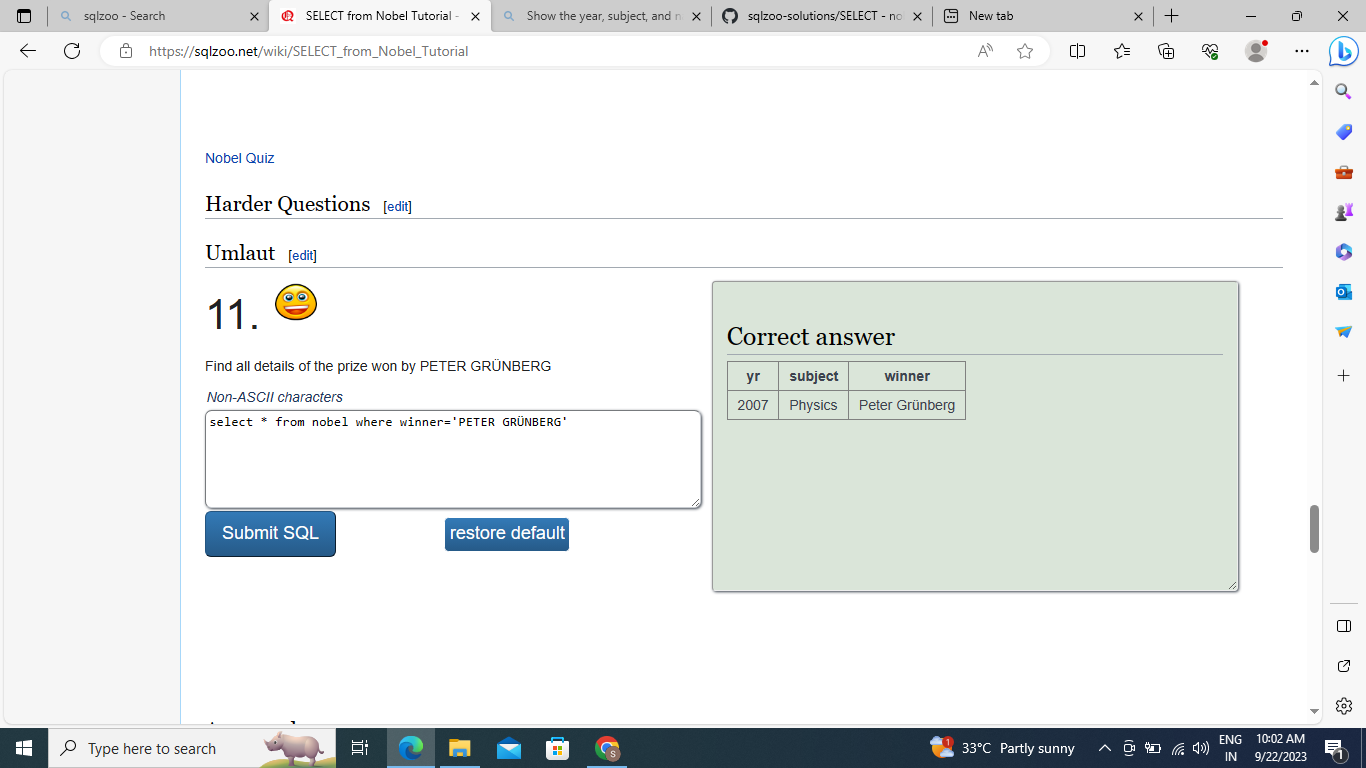 sqlzoo - Search
SELECT from Nobel Tutorial -
Show the year, subject, and n
sqlzoo-solutions/SELECT - no
New tab
https://sqlzoo.net/wiki/SELECT_from_Nobel_Tutorial
Nobel Quiz
Harder Questions [edit]
Umlaut [edit]
11.
Find all details of the prize won by PETER GRÜNBERG
Non-ASCII characters
select * from nobel where winner='PETER GRÜNBERG'
Submit SQL
restore default
Correct answer
yr subject winner
2007 Physics Peter Grünberg
Type here to search
S
1
33°C Partly sunny
ENG
IN
10:02 AM
9/22/2023
1